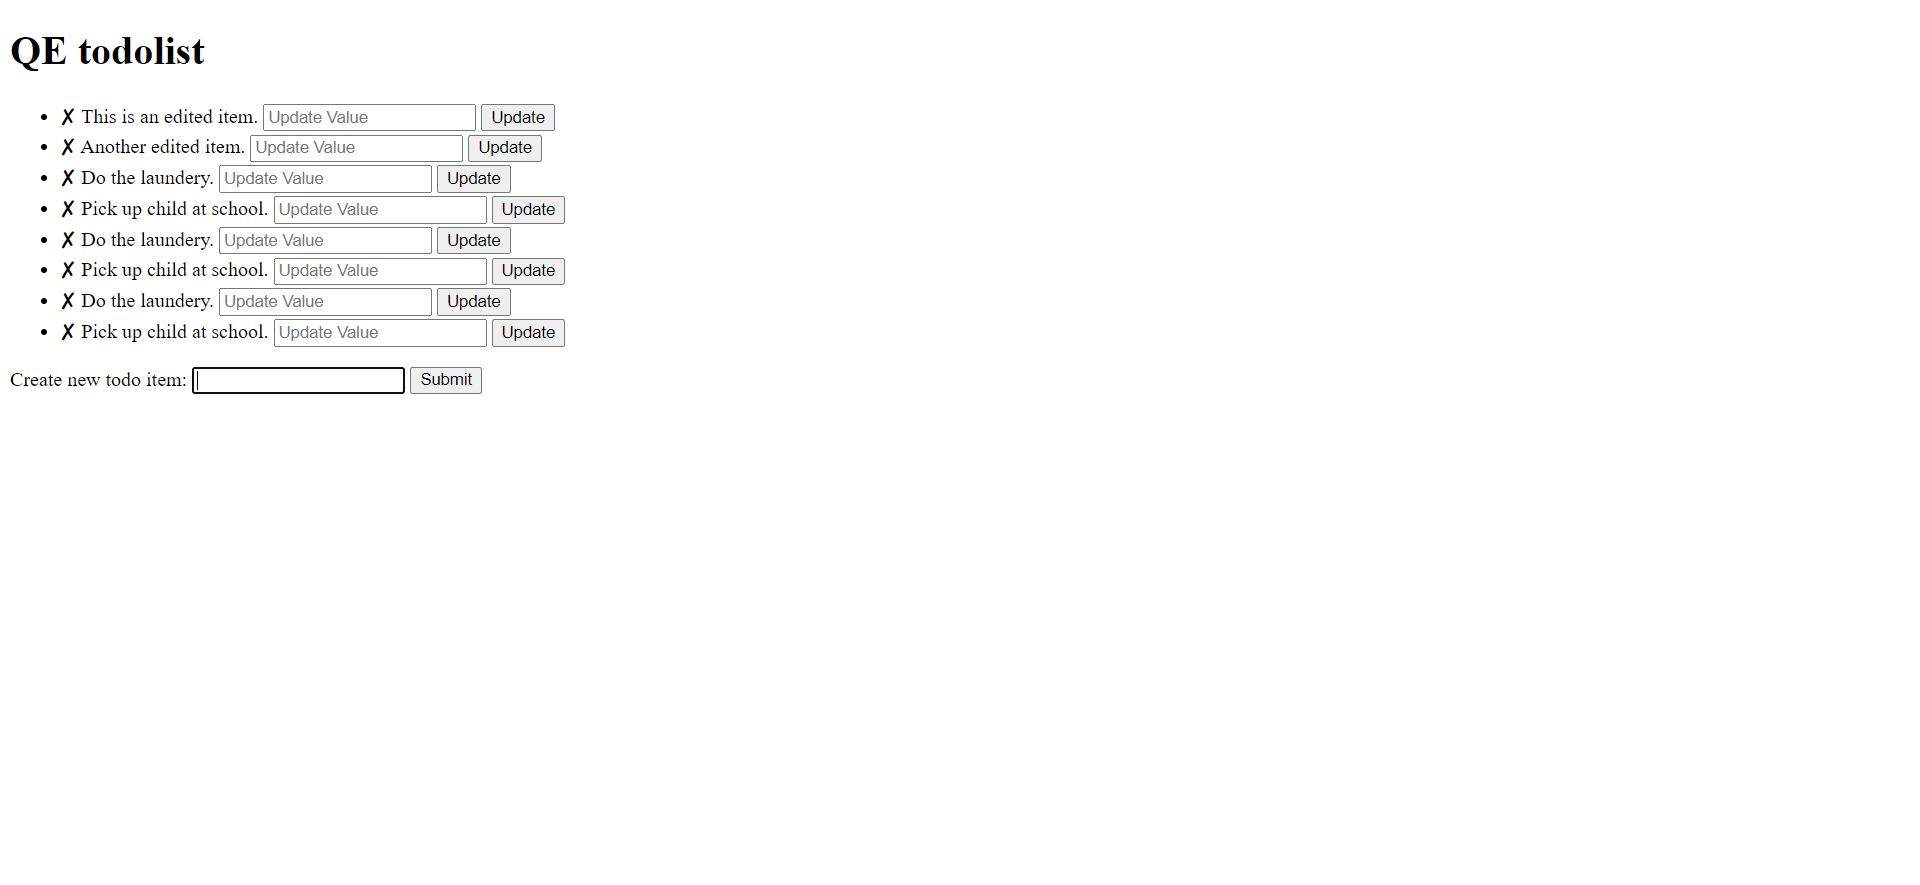 QE todolist
• ✗ This is an edited item. Update Value Update
• ✗ Another edited item. Update Value Update
• ✗ Do the laundery. Update Value Update
• ✗ Pick up child at school. Update Value Update
• ✗ Do the laundery. Update Value Update
• ✗ Pick up child at school. Update Value Update
• ✗ Do the laundery. Update Value Update
• ✗ Pick up child at school. Update Value Update
Create new todo item: Submit